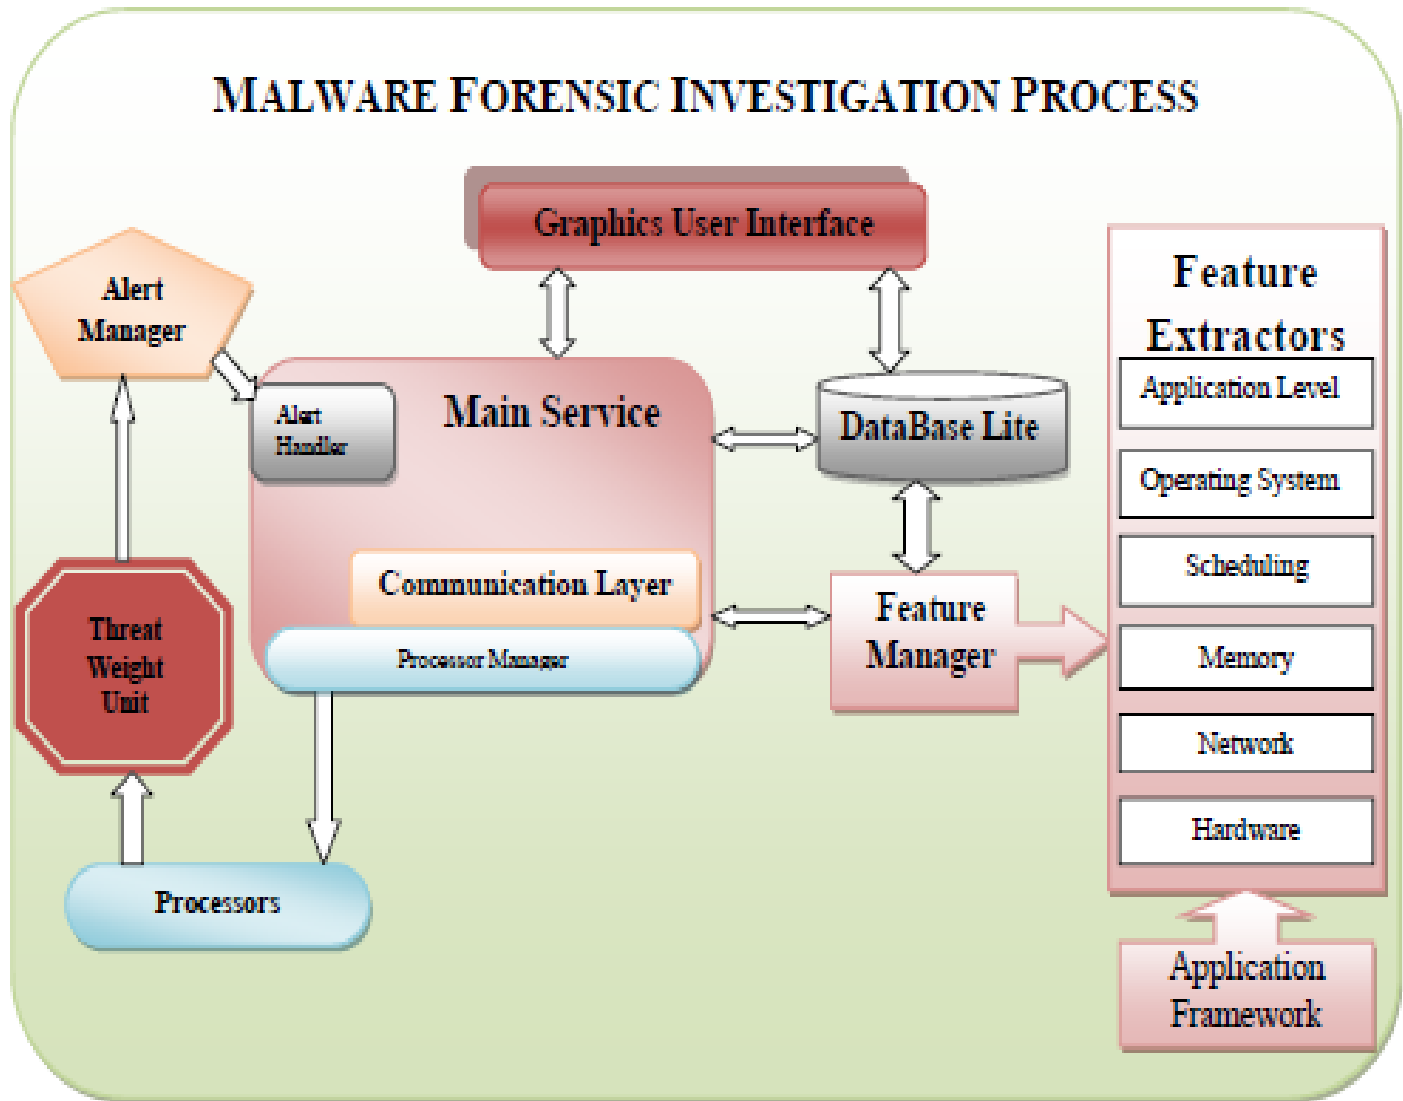 MALWARE FORENSIC INVESTIGATION PROCESS
Graphics User Interface
Alert
Manager
Alert
Handler
Main Service
DataBase Lite
Communication Layer
Processor Manager
Feature
Manager
Threat
Weight
Unit
Processors
Feature
Extractors
Application Level
Operating System
Scheduling
Memory
Network
Hardware
Application
Framework